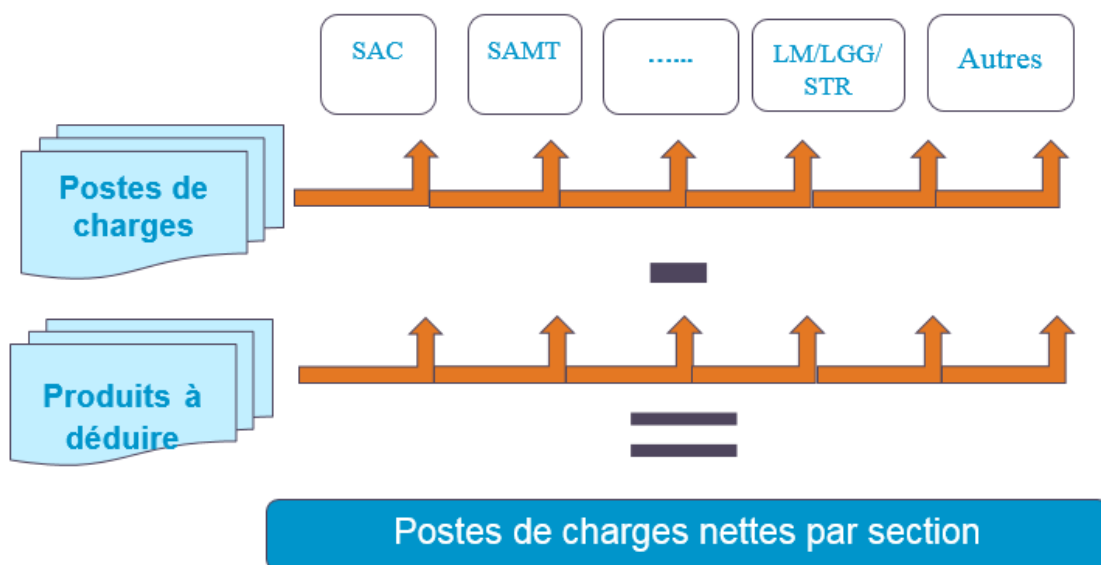 SAC
SAMT
…...
LM/LGG/
STR
Autres
Postes de
charges
Produits à
déduire
Postes de charges nettes par section